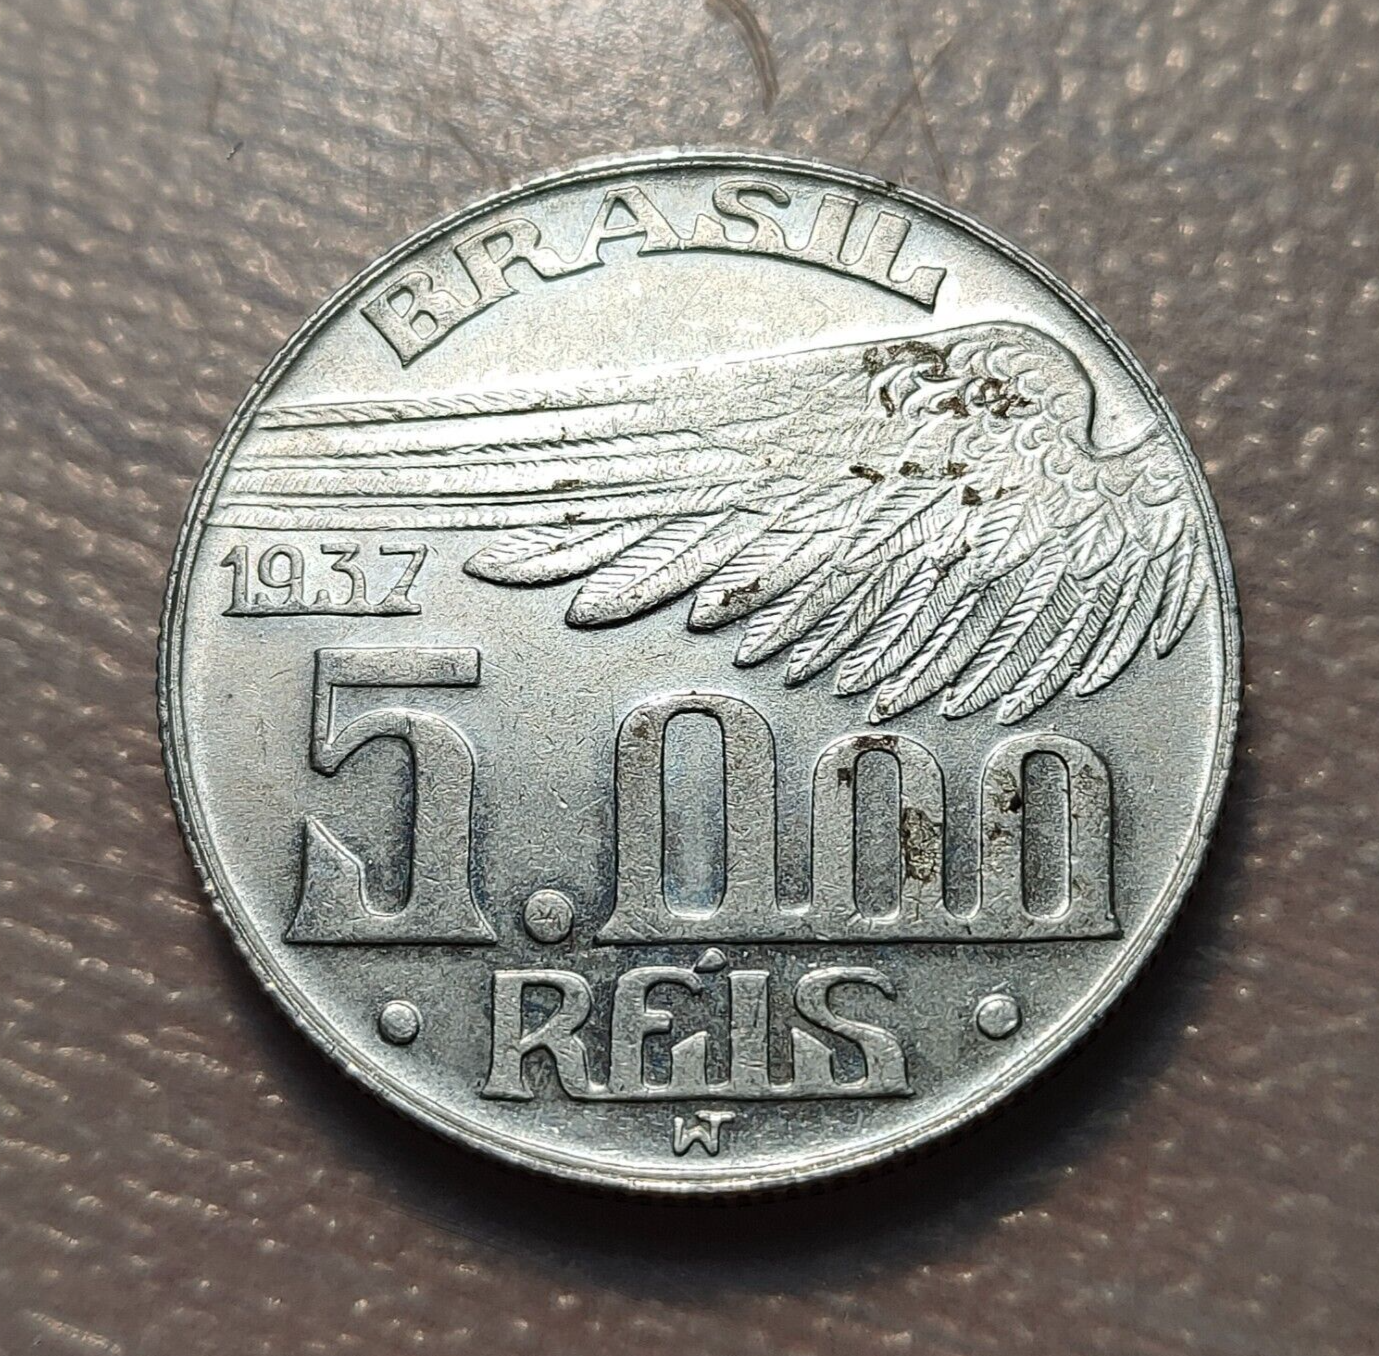 BRASIL
1937
5.000
RÉIS
WT